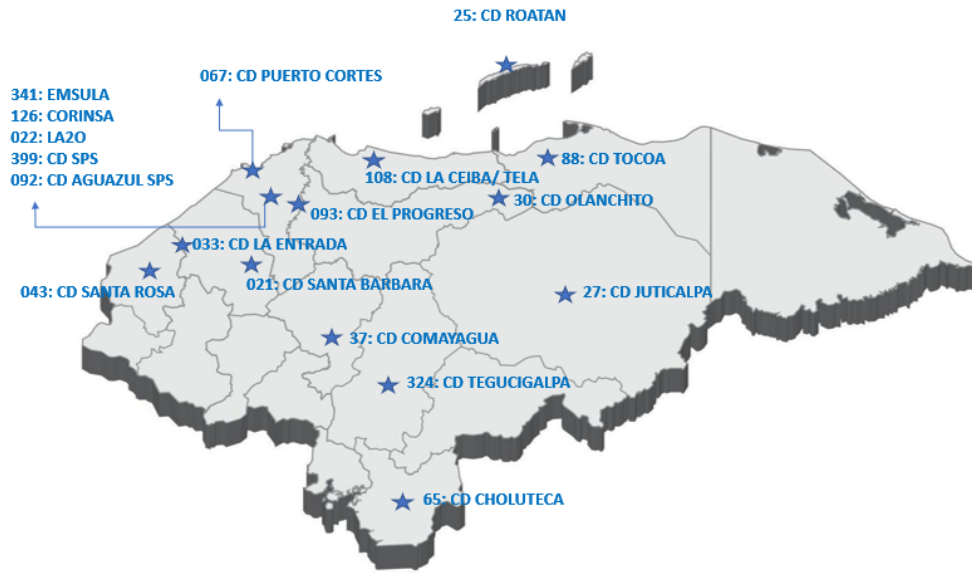 25: CD ROATAN
067: CD PUERTO CORTES
341: EMSULA
126: CORINSA
022: LA2O
399: CD SPS
092: CD AGUAZUL SPS
88: CD TOCOA
108: CD LA CEIBA/ TELA
30: CD OLANCHITO
093: CD EL PROGRESO
033: CD LA ENTRADA
021: CD SANTA BARBARA
043: CD SANTA ROSA
27: CD JUTICALPA
37: CD COMAYAGUA
324: CD TEGUCIGALPA
65: CD CHOLUTECA